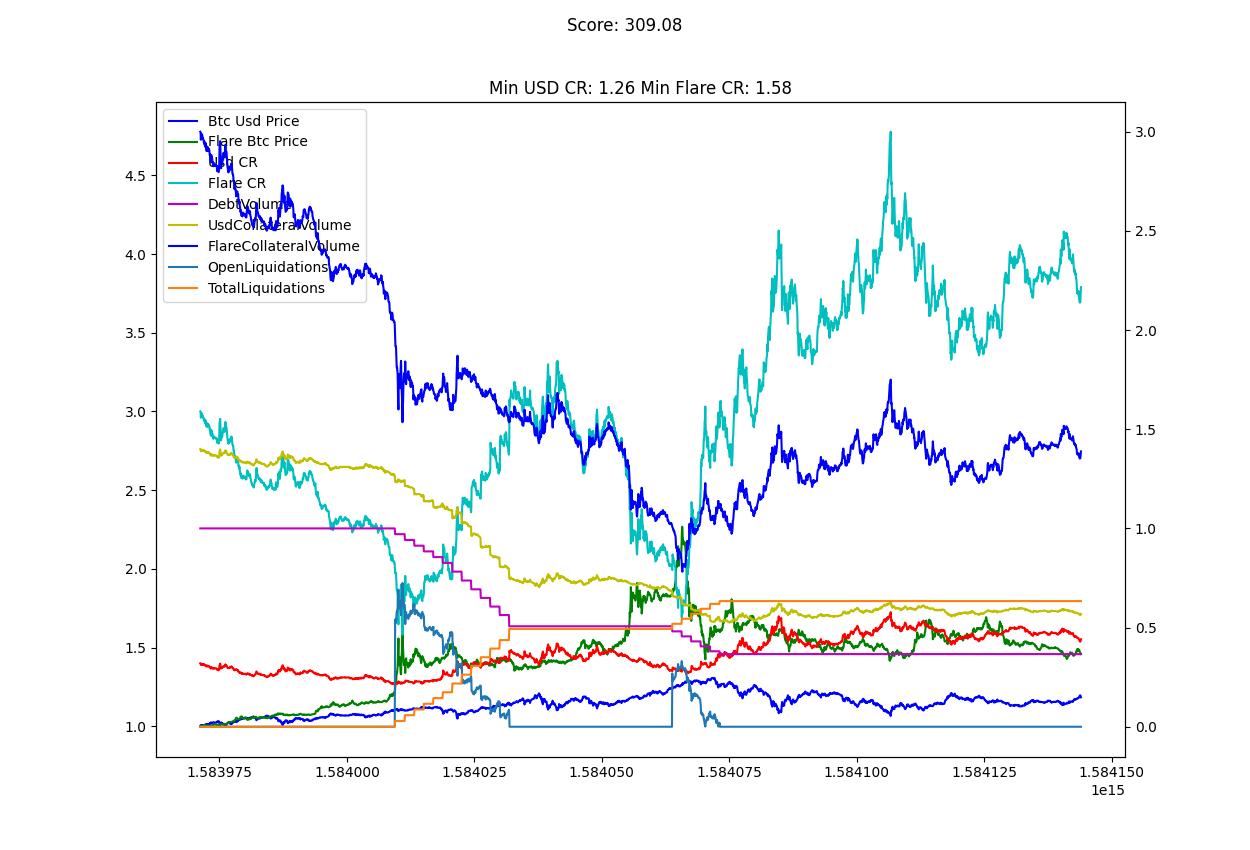 Score: 309.08
Min USD CR: 1.26 Min Flare CR: 1.58
Btc Usd Price
Flare Btc Price
Usd CR
Flare CR
DebtVolume
UsdCollateralVolume
FlareCollateralVolume
OpenLiquidations
TotalLiquidations
4.5
4.0
3.5
3.0
2.5
2.0
1.5
1.0
3.0
2.5
2.0
1.5
1.0
0.5
0.0
1.583975 1.584000 1.584025 1.584050 1.584075 1.584100 1.584125 1.584150
1e15